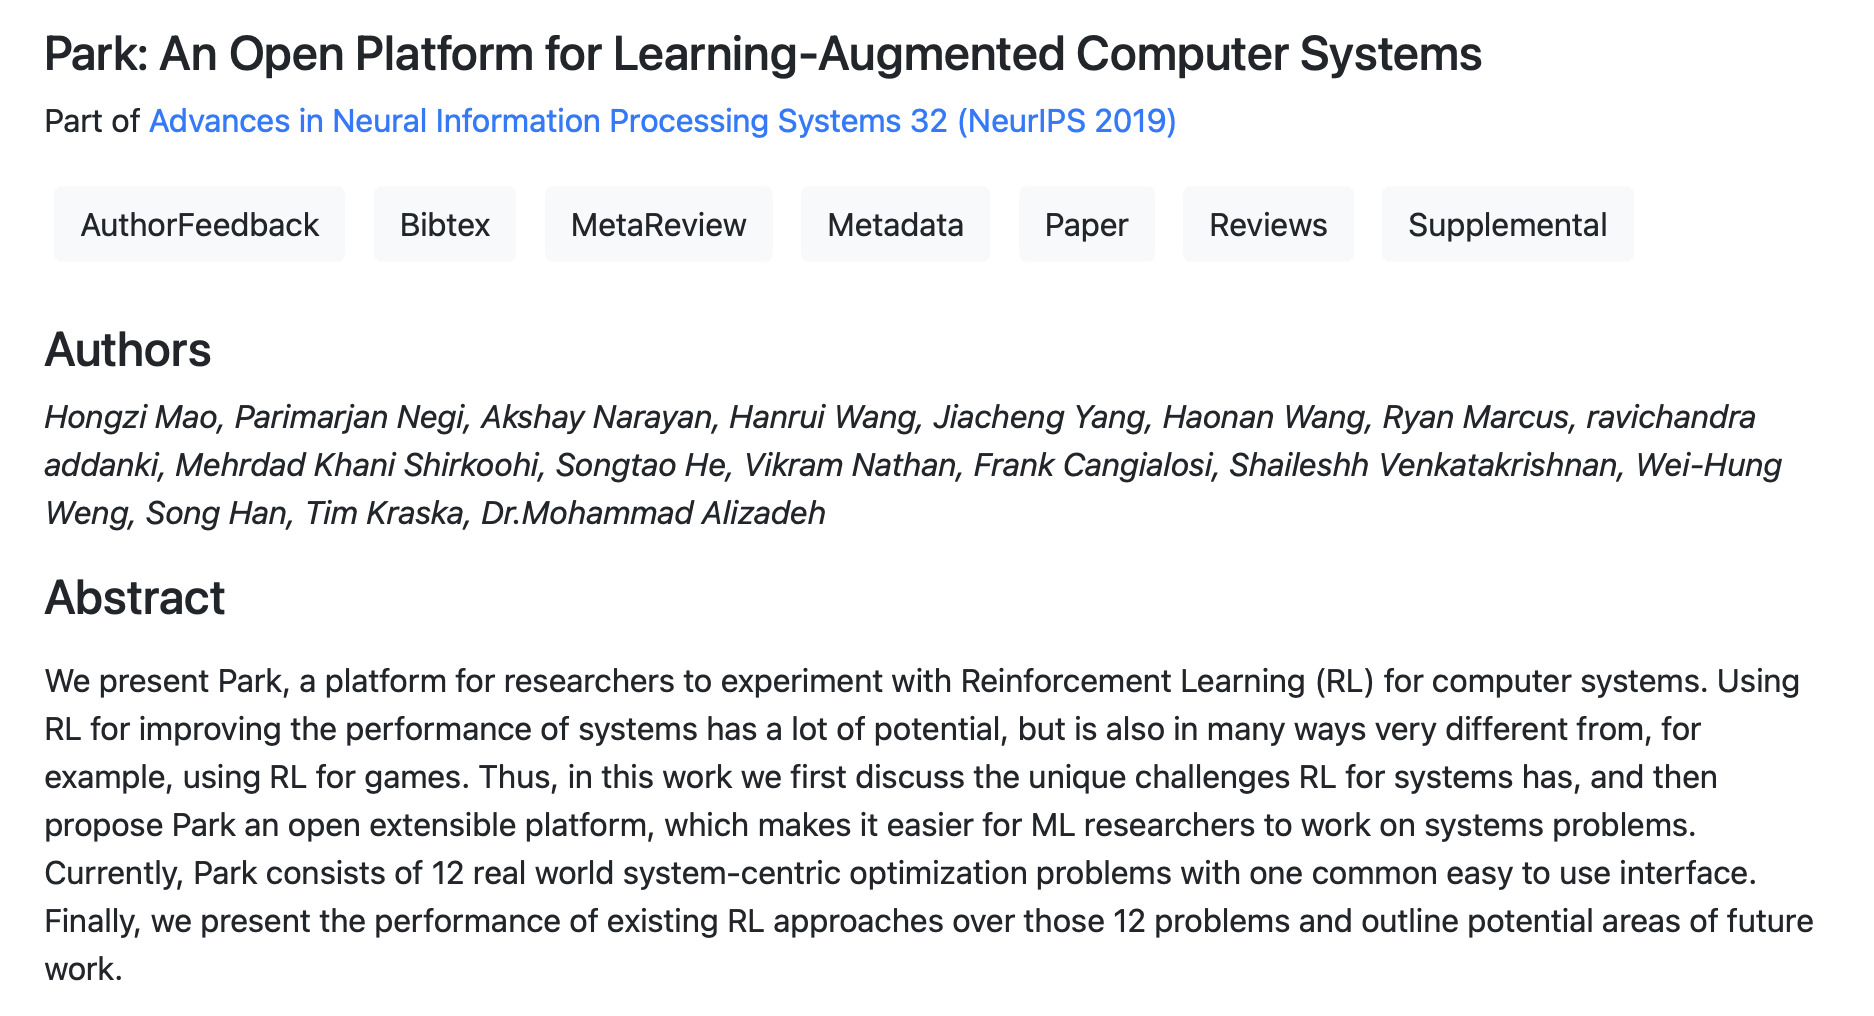 Park: An Open Platform for Learning-Augmented Computer Systems
Part of Advances in Neural Information Processing Systems 32 (NeurIPS 2019)
AuthorFeedback Bibtex MetaReview Metadata Paper Reviews Supplemental
Authors
Hongzi Mao, Parimarjan Negi, Akshay Narayan, Hanrui Wang, Jiacheng Yang, Haonan Wang, Ryan Marcus, ravichandra
addanki, Mehrdad Khani Shirkoohi, Songtao He, Vikram Nathan, Frank Cangialosi, Shaileshh Venkatakrishnan, Wei-Hung
Weng, Song Han, Tim Kraska, Dr.Mohammad Alizadeh
Abstract
We present Park, a platform for researchers to experiment with Reinforcement Learning (RL) for computer systems. Using
RL for improving the performance of systems has a lot of potential, but is also in many ways very different from, for
example, using RL for games. Thus, in this work we first discuss the unique challenges RL for systems has, and then
propose Park an open extensible platform, which makes it easier for ML researchers to work on systems problems.
Currently, Park consists of 12 real world system-centric optimization problems with one common easy to use interface.
Finally, we present the performance of existing RL approaches over those 12 problems and outline potential areas of future
work.